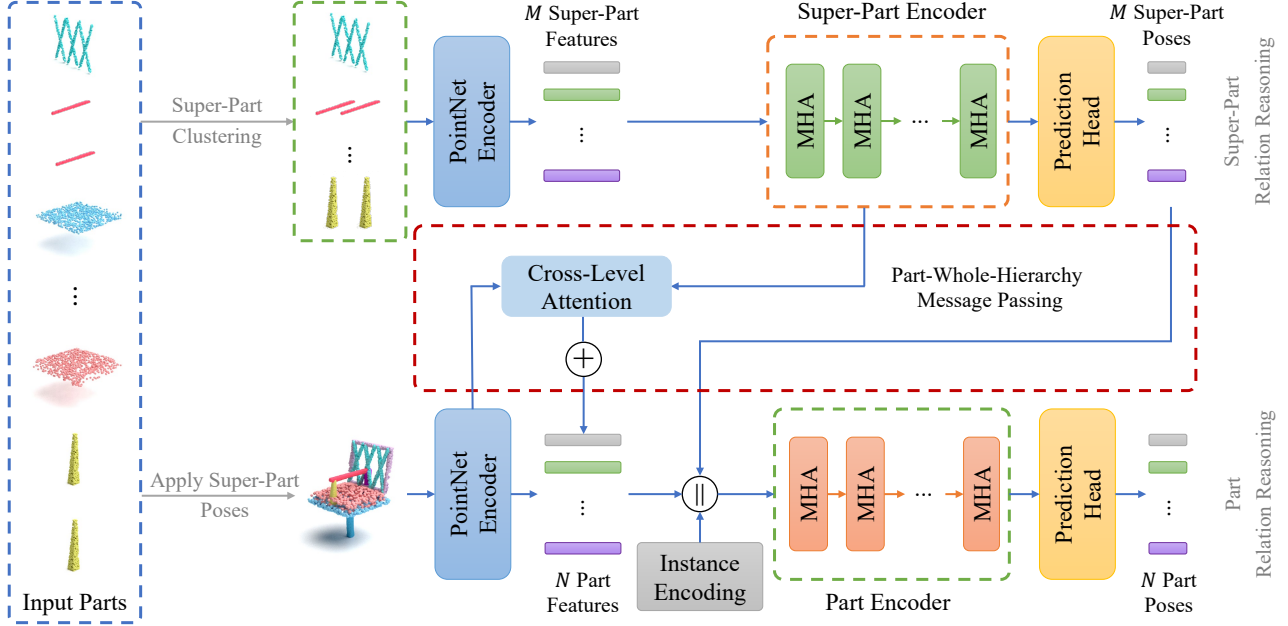 M Super-Part
Features
Super-Part Encoder
M Super-Part
Poses
Super-Part
Clustering
PointNet
Encoder
...
MHA
MHA
...
MHA
Prediction
Head
...
Super-Part
Relation Reasoning
...
Cross-Level
Attention
Part-Whole-Hierarchy
Message Passing
...
+
Apply Super-Part
Poses
PointNet
Encoder
...
||
MHA
MHA
...
MHA
Prediction
Head
...
Part
Relation Reasoning
Instance
Encoding
Input Parts
N Part
Features
Part Encoder
N Part
Poses